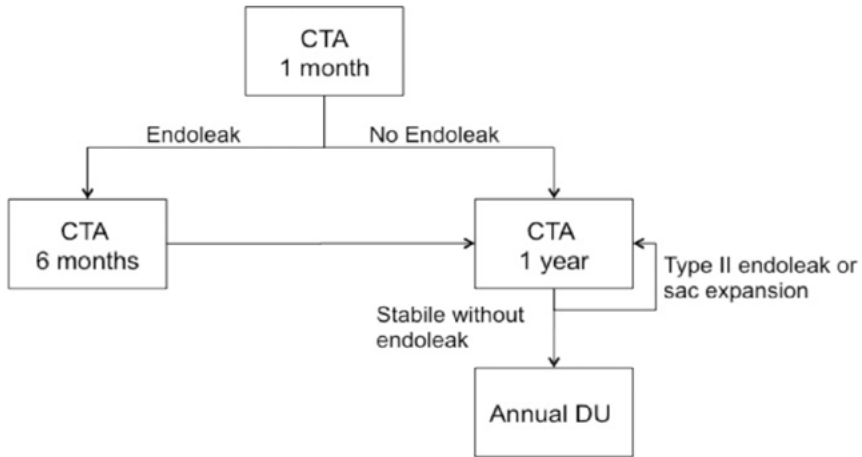 CTA
1 month
Endoleak
No Endoleak
CTA
6 months
CTA
1 year
Type II endoleak or
sac expansion
Stabile without
endoleak
Annual DU